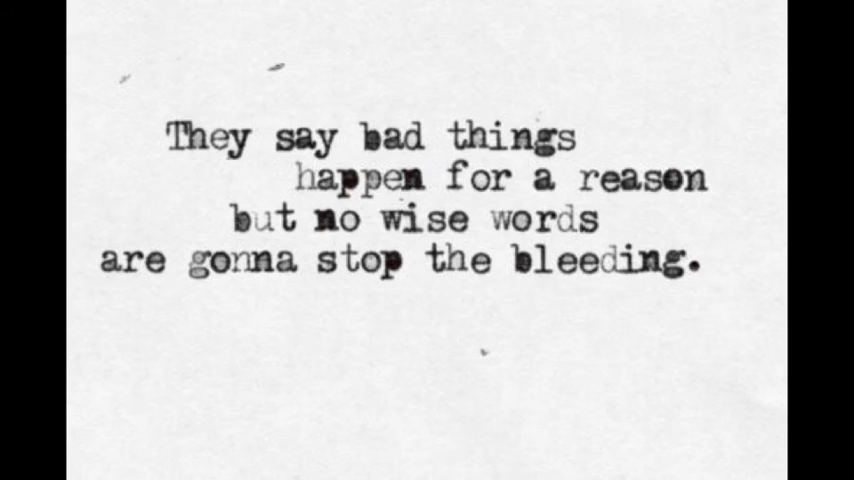 They say bad things
happen for a reason
but no wise words
are gonna stop the bleeding.